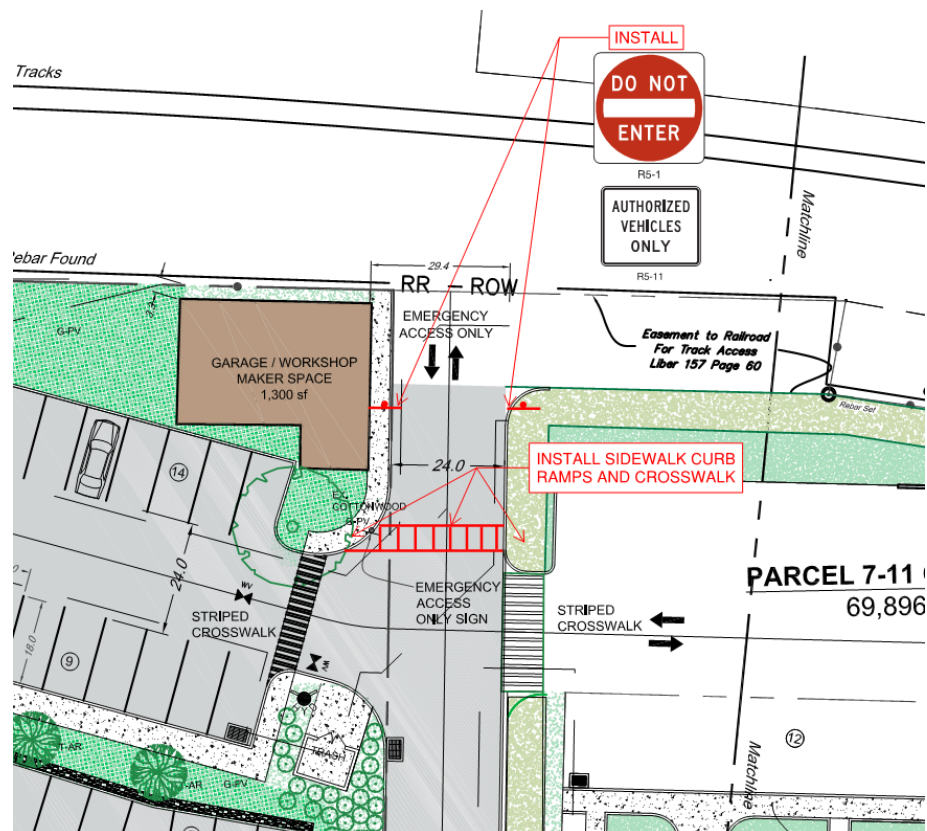 INSTALL
Tracks
DO NOT
ENTER
R5-1
AUTHORIZED
VEHICLES
ONLY
R5-11
Matchline
Rebar Found
29.4
RR
ROW
EMERGENCY
ACCESS ONLY
Easement to Railroad
For Track Access
Liber 157 Page 60
G-PV
GARAGE / WORKSHOP
MAKER SPACE
1,300 sf
Rebar Set
24.0
INSTALL SIDEWALK CURB
RAMPS AND CROSSWALK
14
EX.
COTTONWOOD
G-PV
24.0
WV
EMERGENCY
ACCESS
ONLY SIGN
STRIPED
CROSSWALK
STRIPED
CROSSWALK
PARCEL 7-11
69,896
18.0
9
WV
12
TRASH
T-AR
-AR
G-PV
Matchline